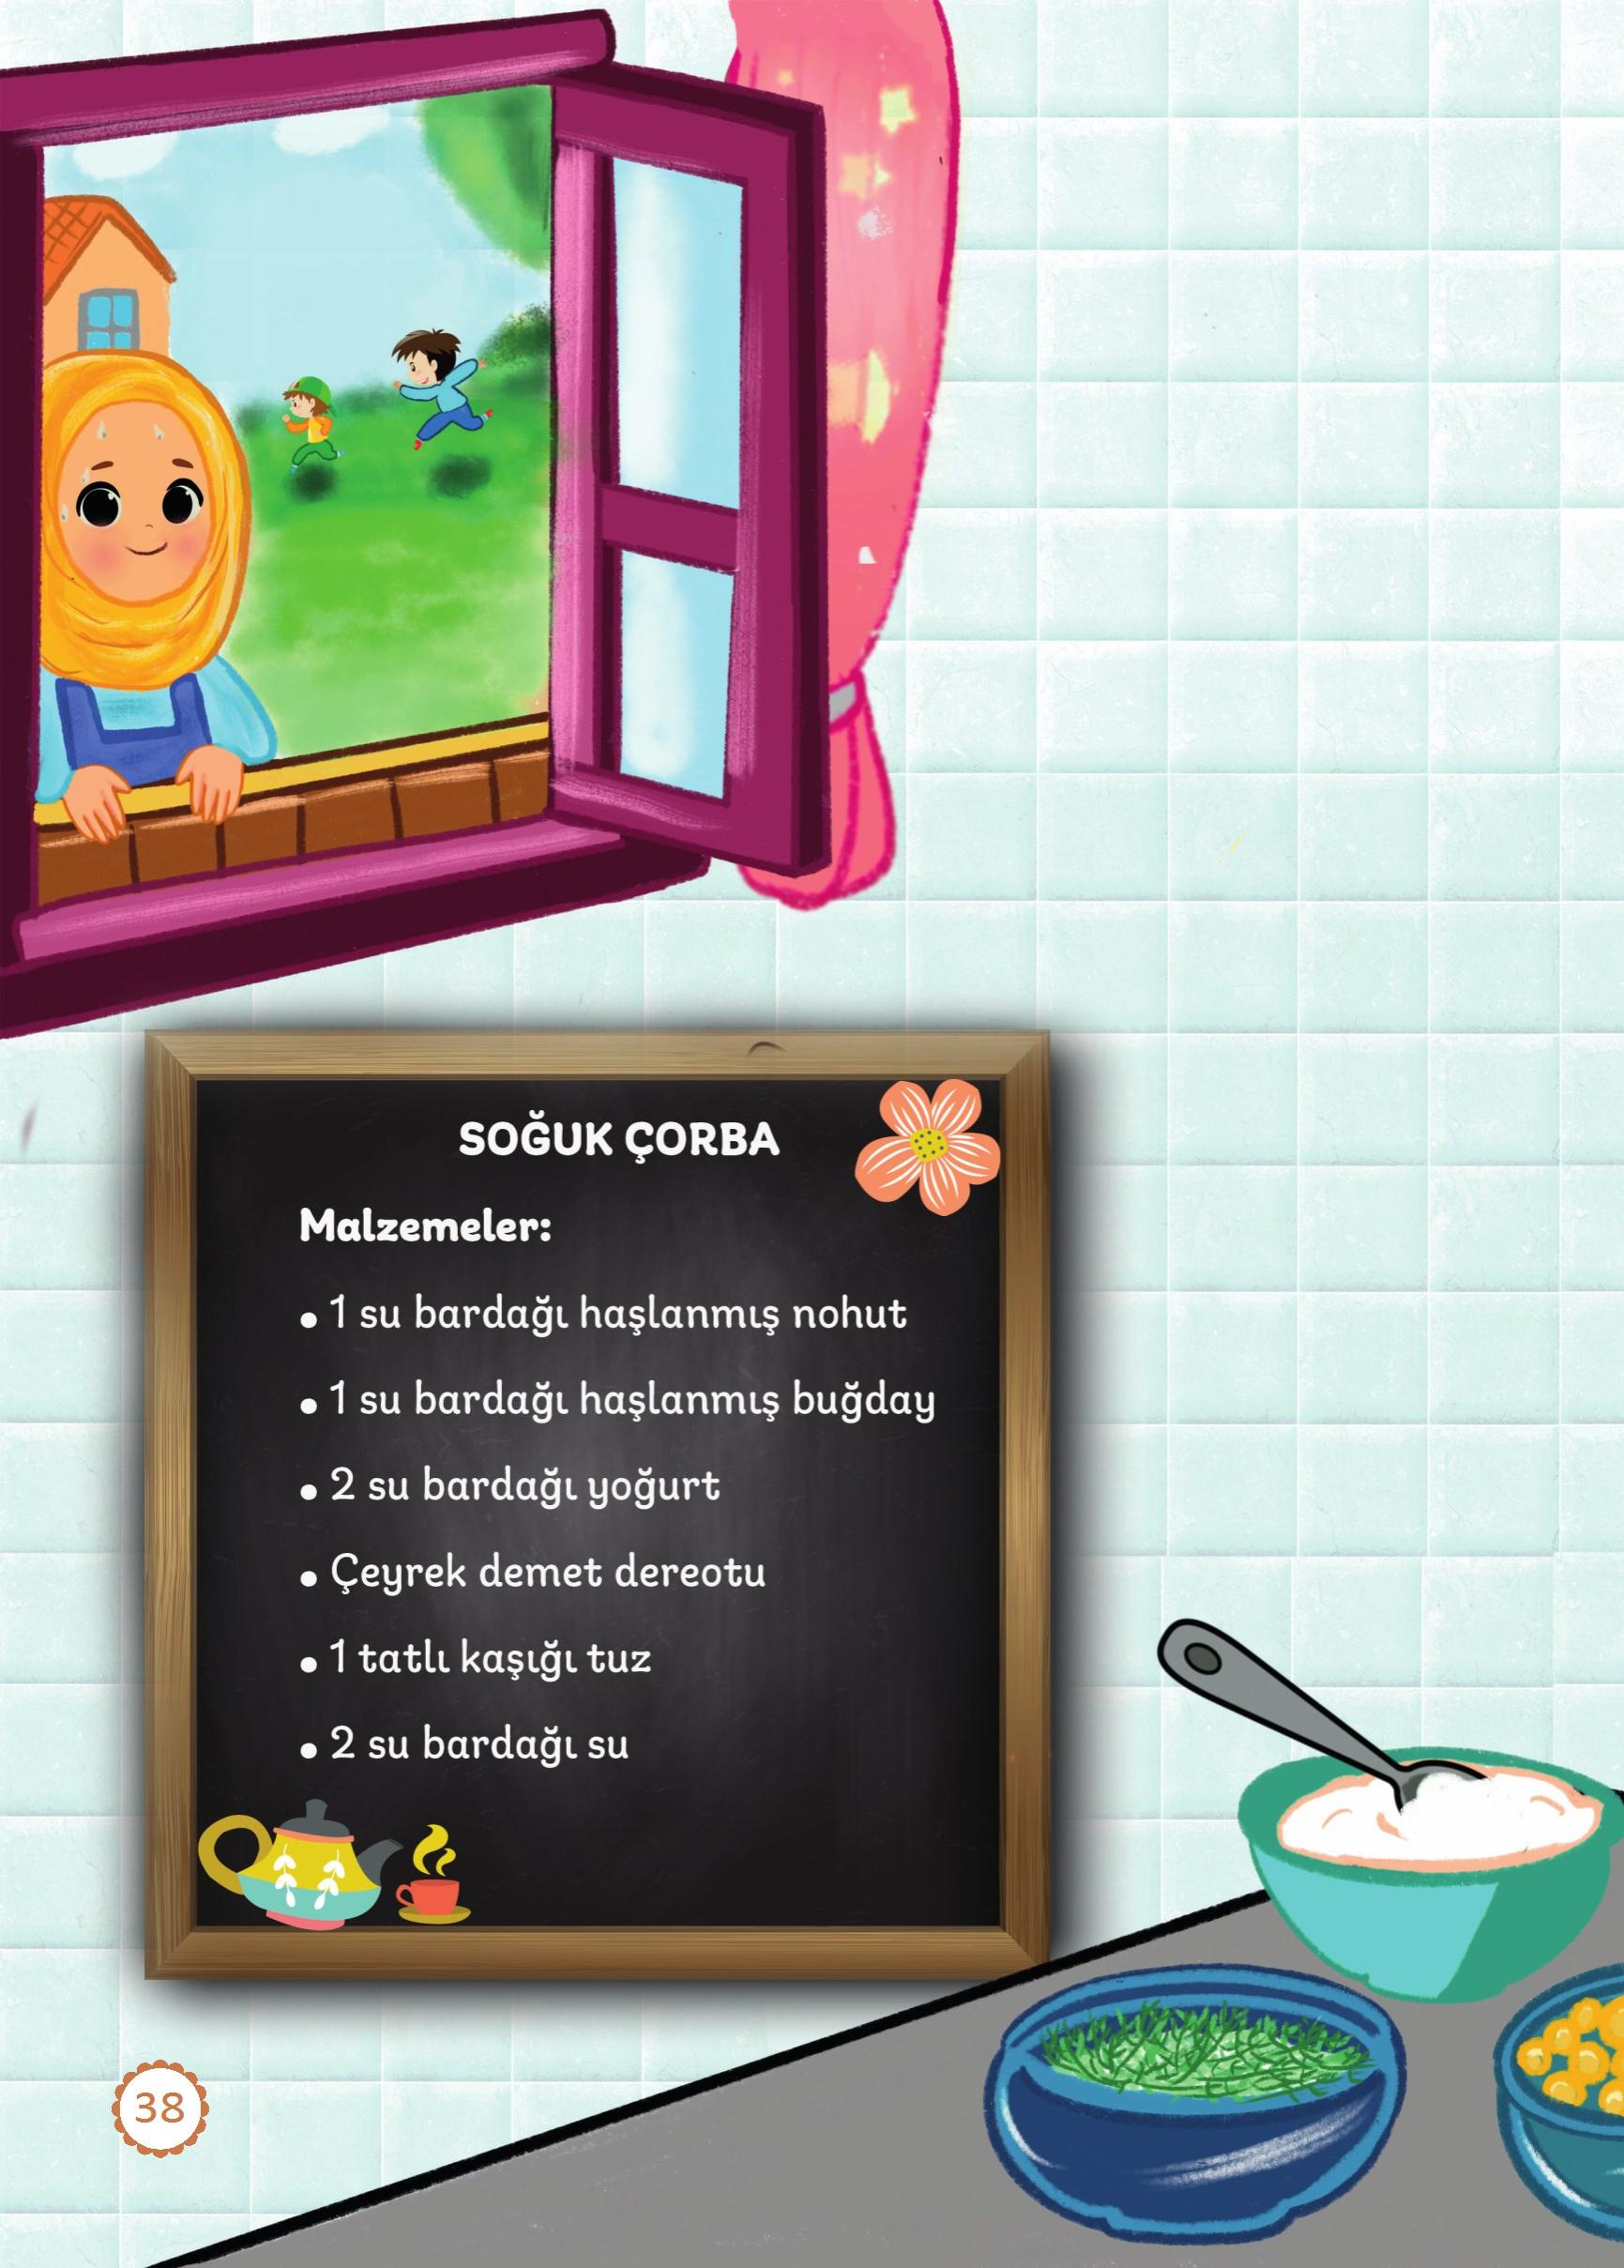 SOĞUK ÇORBA
Malzemeler:
• 1 su bardağı haşlanmış nohut
• 1 su bardağı haşlanmış buğday
• 2 su bardağı yoğurt
• Çeyrek demet dereotu
• 1 tatlı kaşığı tuz
• 2 su bardağı su
38